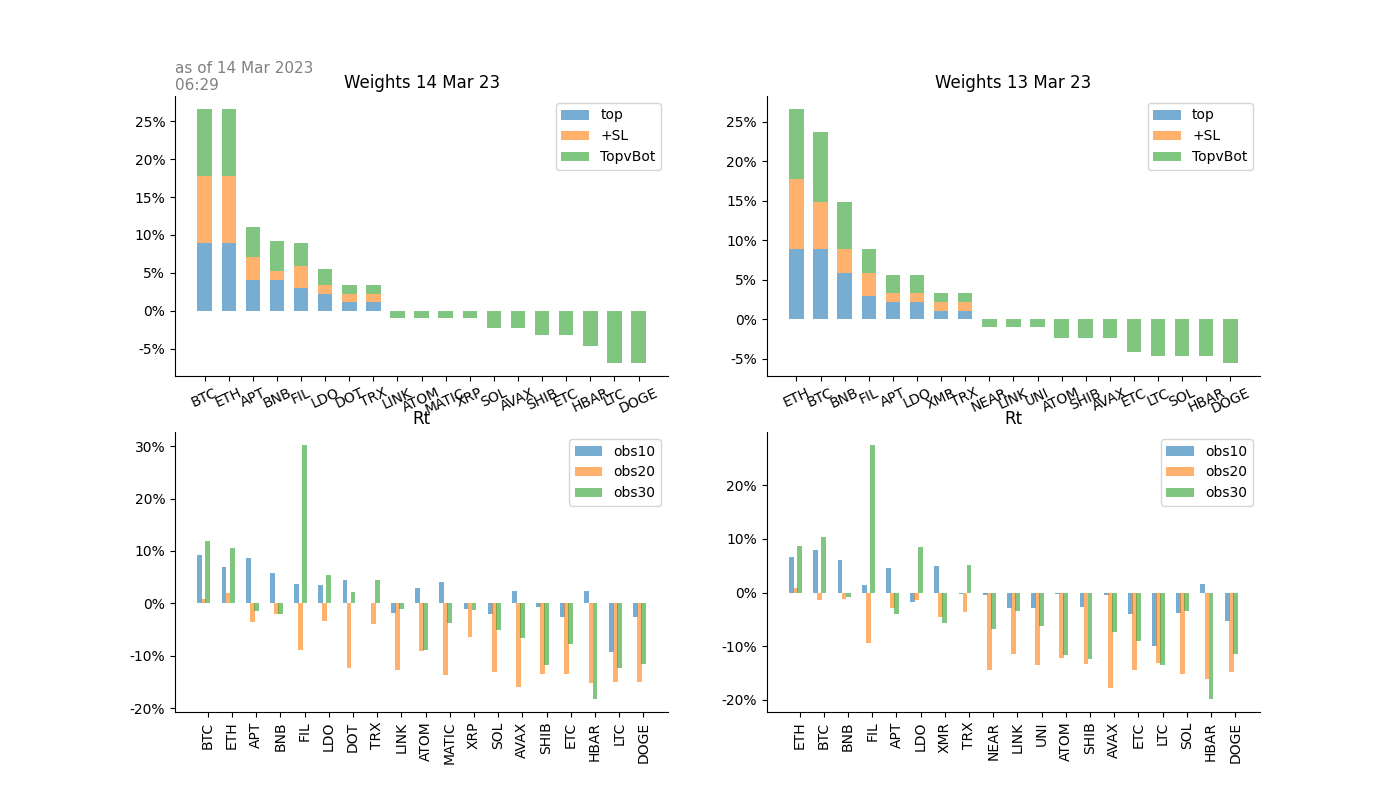 as of 14 Mar 2023
06:29
Weights 14 Mar 23
25%
20%
15%
10%
5%
0%
-5%
top
+SL
TopvBot
BTC ETH APT BNB FIL LDO DOT TRX LINK ATOM MATIC XRP SOL AVAX SHIB ETC HBAR LTC DOGE
Weights 13 Mar 23
25%
20%
15%
10%
5%
0%
-5%
top
+SL
TopvBot
ETH BTC BNB FIL APT LDO XMR TRX NEAR LINK UNI ATOM SHIB AVAX ETC LTC SOL HBAR DOGE
Rt
30%
20%
10%
0%
-10%
-20%
obs10
obs20
obs30
BTC ETH APT BNB FIL LDO DOT TRX LINK ATOM MATIC XRP SOL AVAX SHIB ETC HBAR LTC DOGE
Rt
20%
10%
0%
-10%
-20%
obs10
obs20
obs30
ETH BTC BNB FIL APT LDO XMR TRX NEAR LINK UNI ATOM SHIB AVAX ETC LTC SOL HBAR DOGE